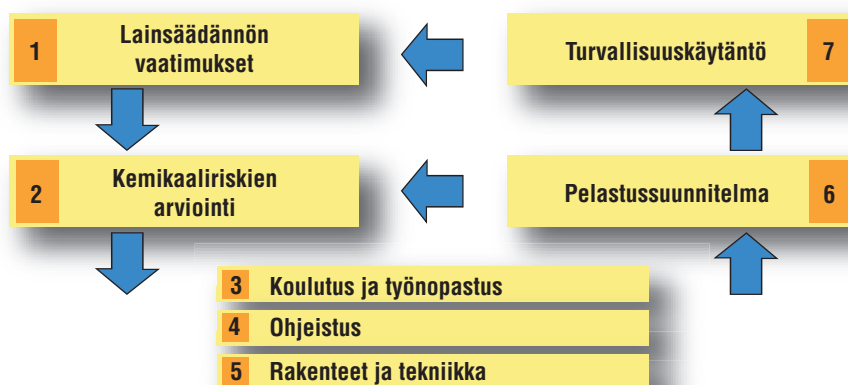 1
Lainsäädännön
vaatimukset
Turvallisuuskäytäntö
7
2
Kemikaaliriskien
arviointi
Pelastussuunnitelma
6
3 Koulutus ja työnopastus
4 Ohjeistus
5 Rakenteet ja tekniikka